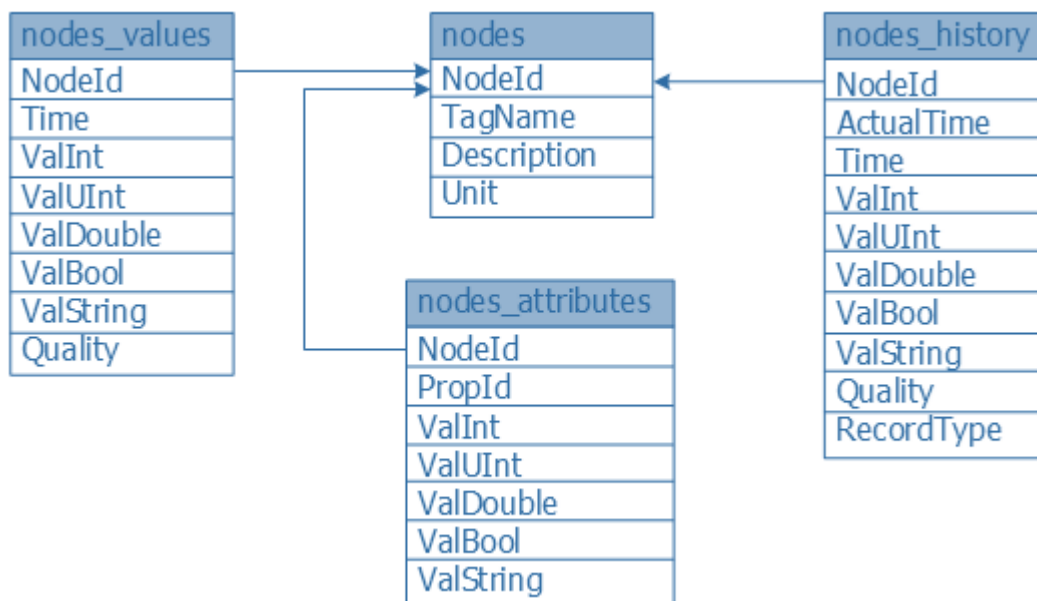 nodes_values
NodeId
Time
ValInt
ValUInt
ValDouble
ValBool
ValString
Quality
nodes
NodeId
TagName
Description
Unit
nodes_attributes
NodeId
PropId
ValInt
ValUInt
ValDouble
ValBool
ValString
nodes_history
NodeId
ActualTime
Time
ValInt
ValUInt
ValDouble
ValBool
ValString
Quality
RecordType